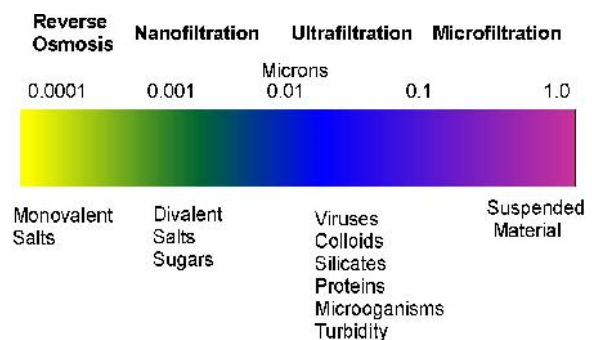 Reverse Osmosis Nanofiltration Ultrafiltration Microfiltration
Microns
0.0001 0.001 0.01 0.1 1.0
Monovalent
Salts
Divalent
Salts
Sugars
Viruses
Colloids
Silicates
Proteins
Microoganisms
Turbidity
Suspended
Material